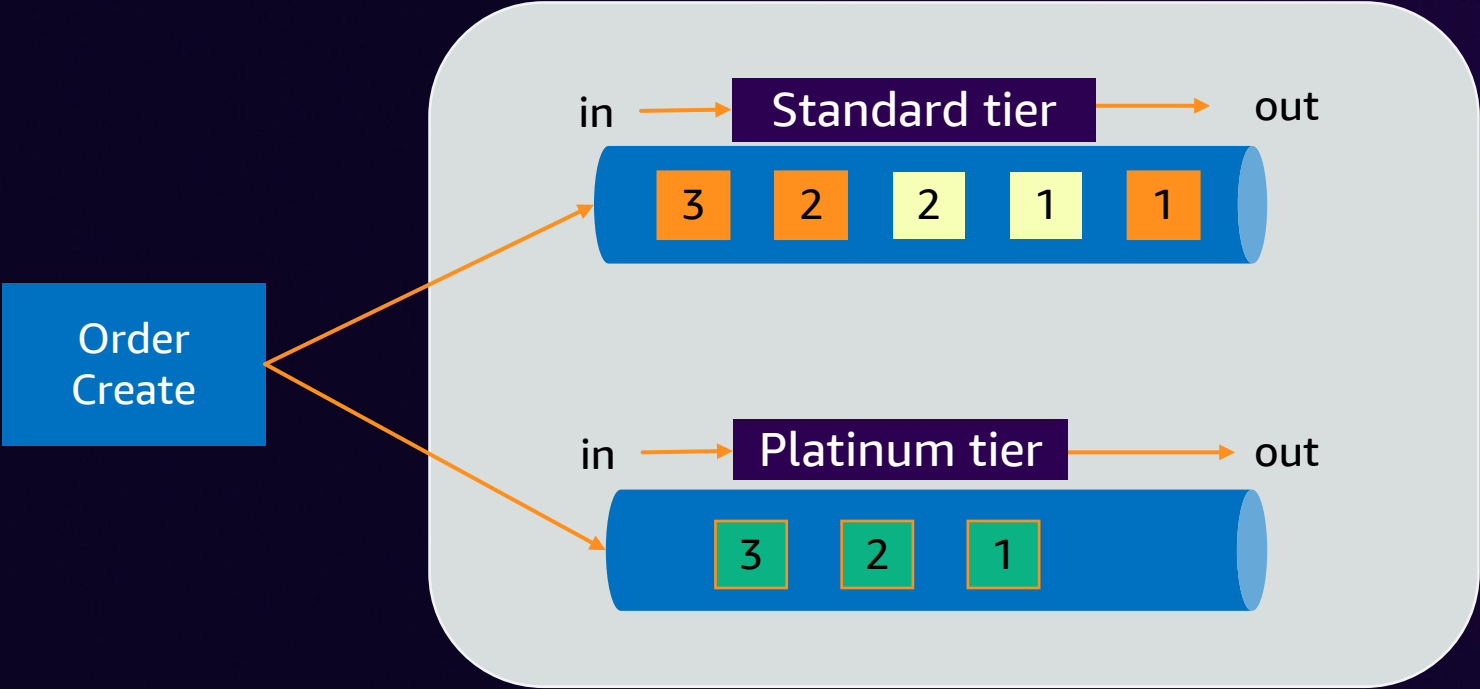 in Standard tier out
3 2 2 1 1
Order
Create
in Platinum tier out
3 2 1